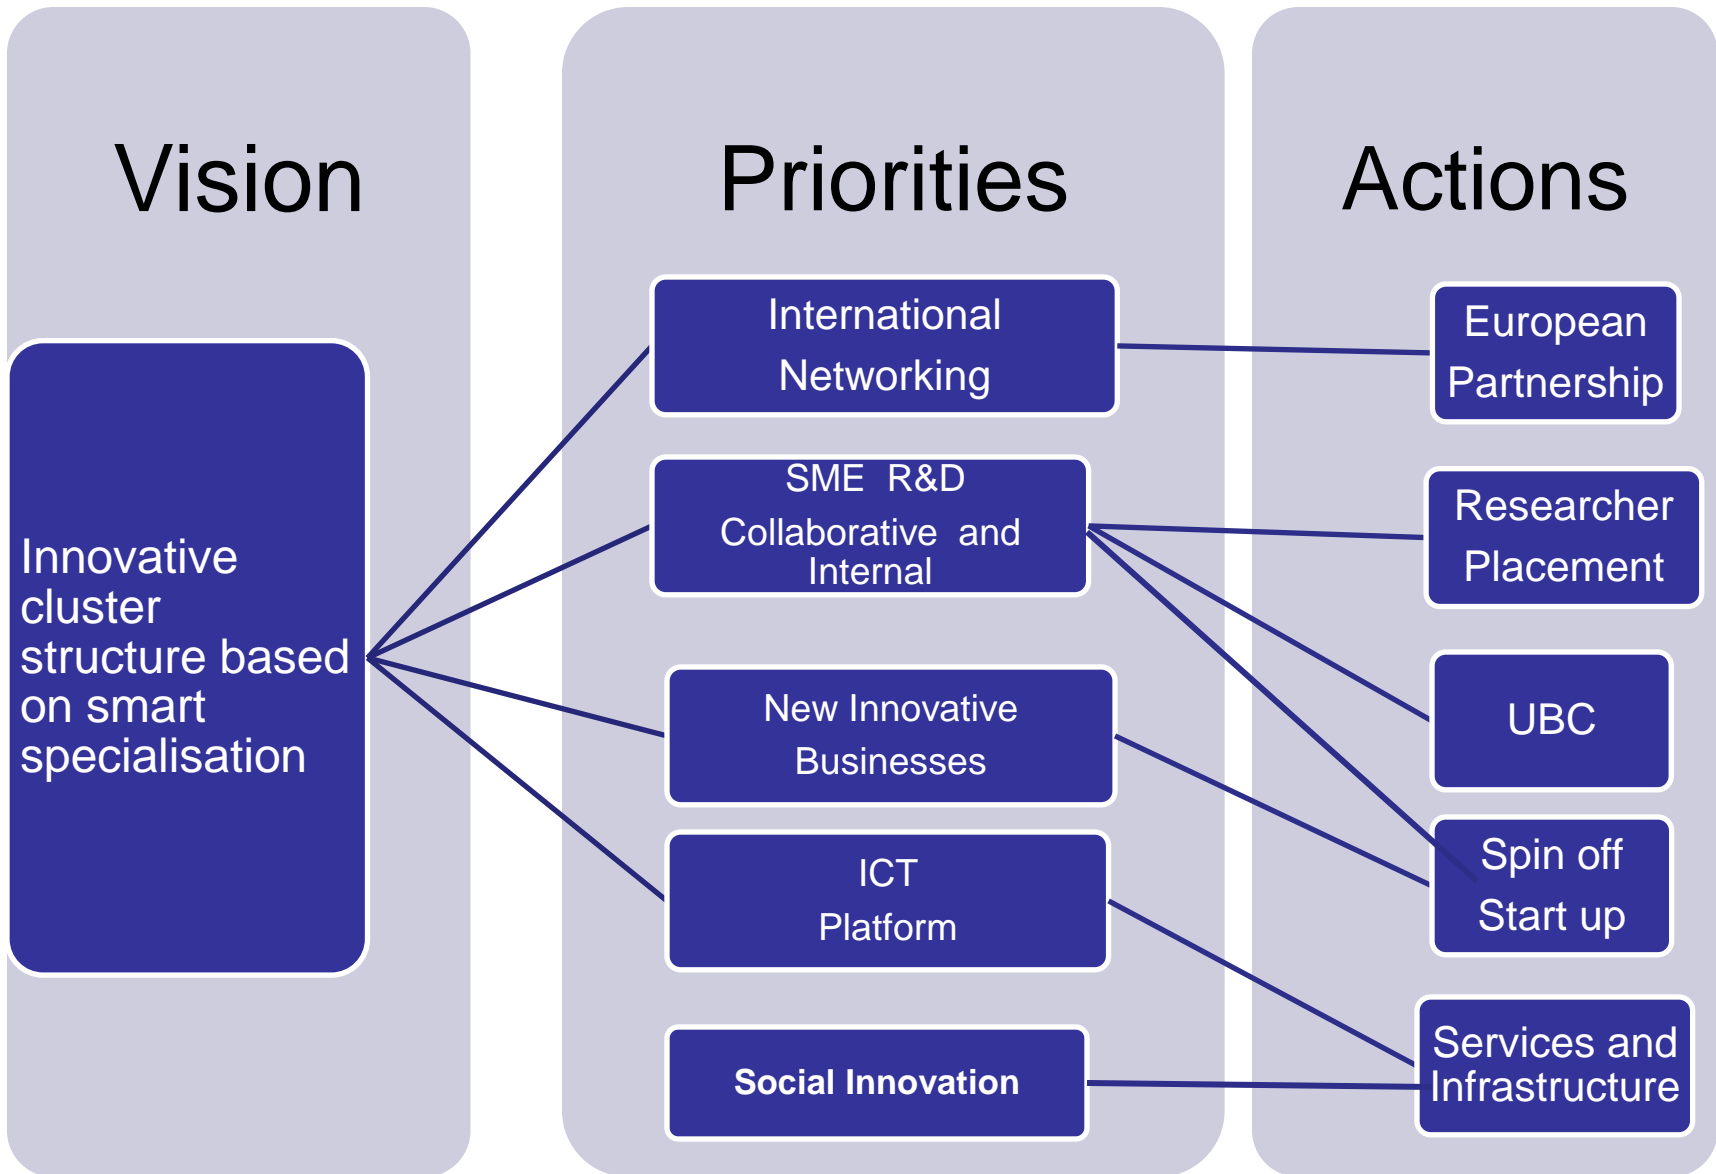 Vision
Priorities
Actions
Innovative
cluster
structure based
on smart
specialisation
International
Networking
SME R&D
Collaborative and
Internal
New Innovative
Businesses
ICT
Platform
Social Innovation
European
Partnership
Researcher
Placement
UBC
Spin off
Start up
Services and
Infrastructure